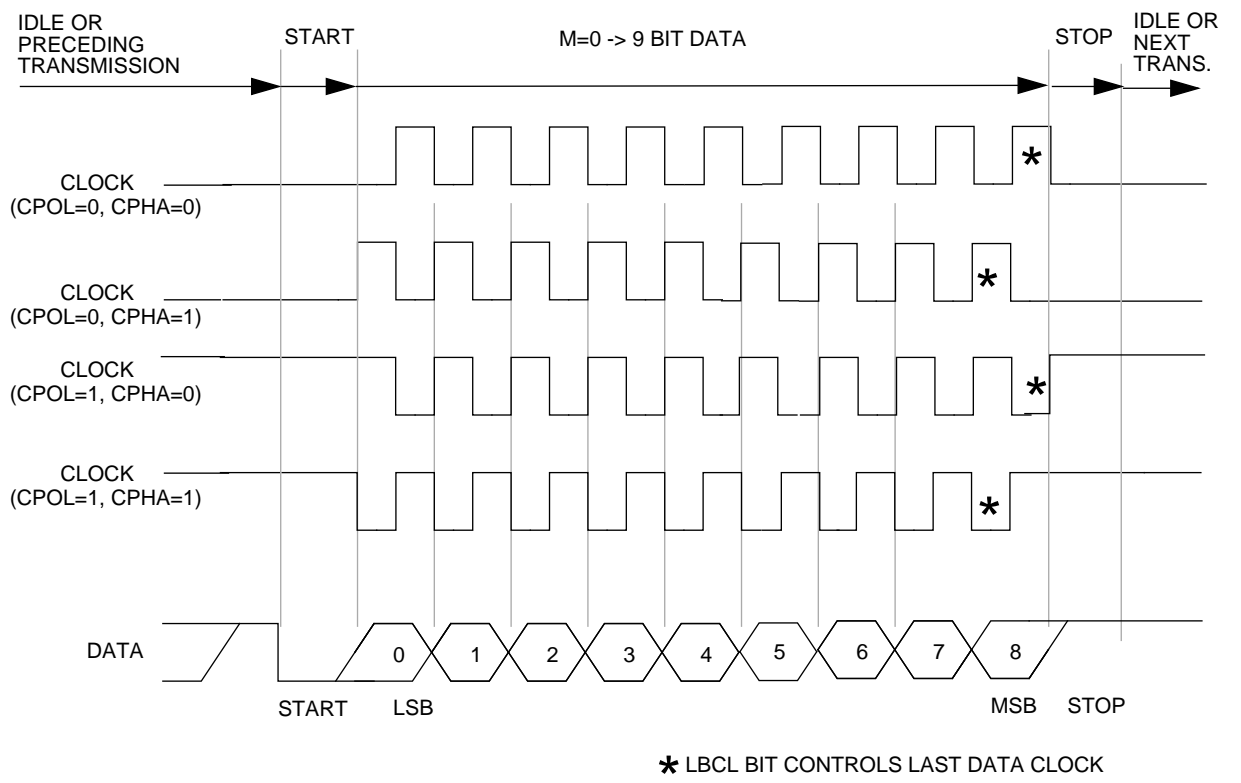 IDLE OR
PRECEDING
TRANSMISSION
START
M=0 -> 9 BIT DATA
STOP
IDLE OR
NEXT
TRANS.
*
CLOCK
(CPOL=0, CPHA=0)
*
CLOCK
(CPOL=0, CPHA=1)
*
CLOCK
(CPOL=1, CPHA=0)
*
CLOCK
(CPOL=1, CPHA=1)
DATA
0 1 2 3 4 5 6 7 8
START LSB MSB STOP
* LBCL BIT CONTROLS LAST DATA CLOCK